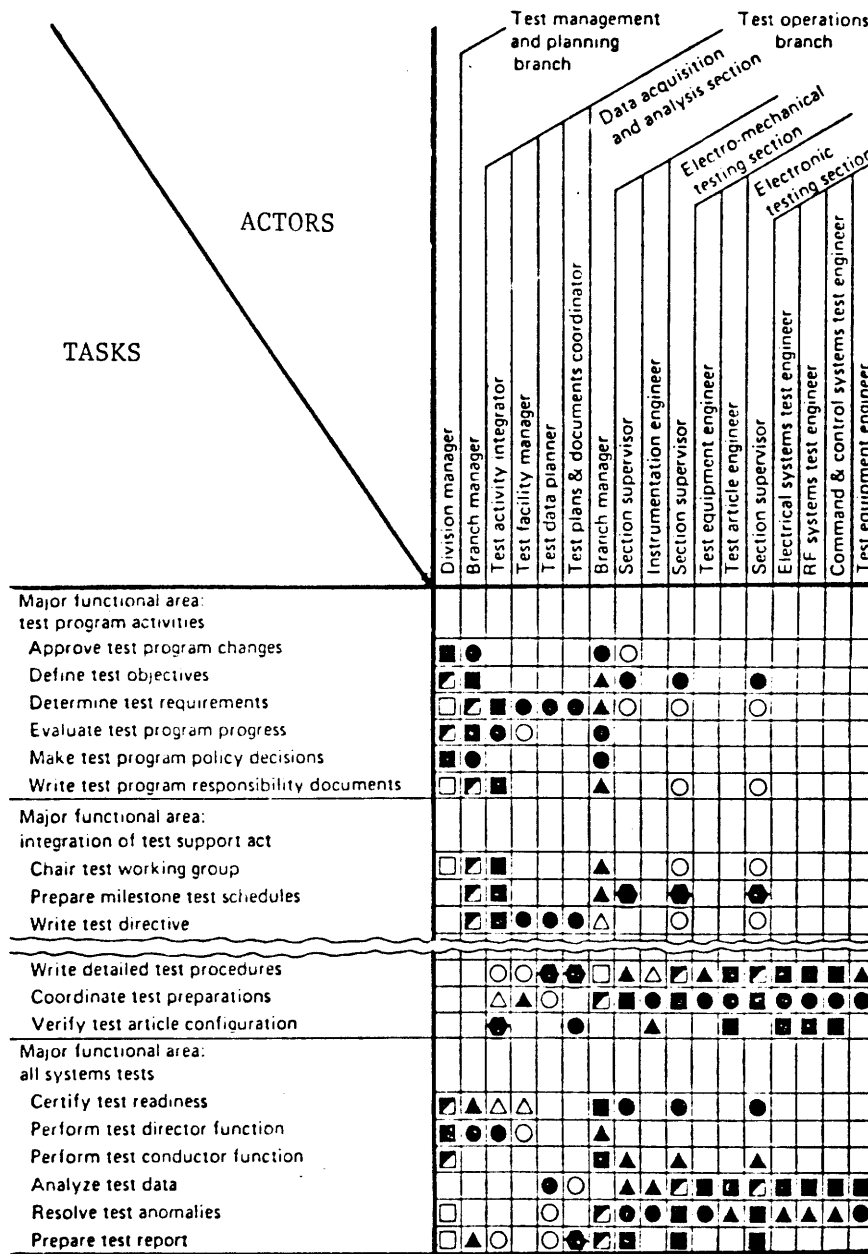 Test management
and planning
branch
Test operations
branch
Data acquisition
and analysis section
Electro-mechanical
testing section
Electronic
testing section
ACTORS
TASKS
Division manager
Branch manager
Test activity integrator
Test facility manager
Test data planner
Test plans & documents coordinator
Branch manager
Section supervisor
Instrumentation engineer
Section supervisor
Test equipment engineer
Test article engineer
Section supervisor
Electrical systems test engineer
RF systems test engineer
Command & control systems test engineer
Test equipment engineer
Major functional area:
test program activities
Approve test program changes
Define test objectives
Determine test requirements
Evaluate test program progress
Make test program policy decisions
Write test program responsibility documents
Major functional area:
integration of test support act
Chair test working group
Prepare milestone test schedules
Write test directive
Write detailed test procedures
Coordinate test preparations
Verify test article configuration
Major functional area:
all systems tests
Certify test readiness
Perform test director function
Perform test conductor function
Analyze test data
Resolve test anomalies
Prepare test report